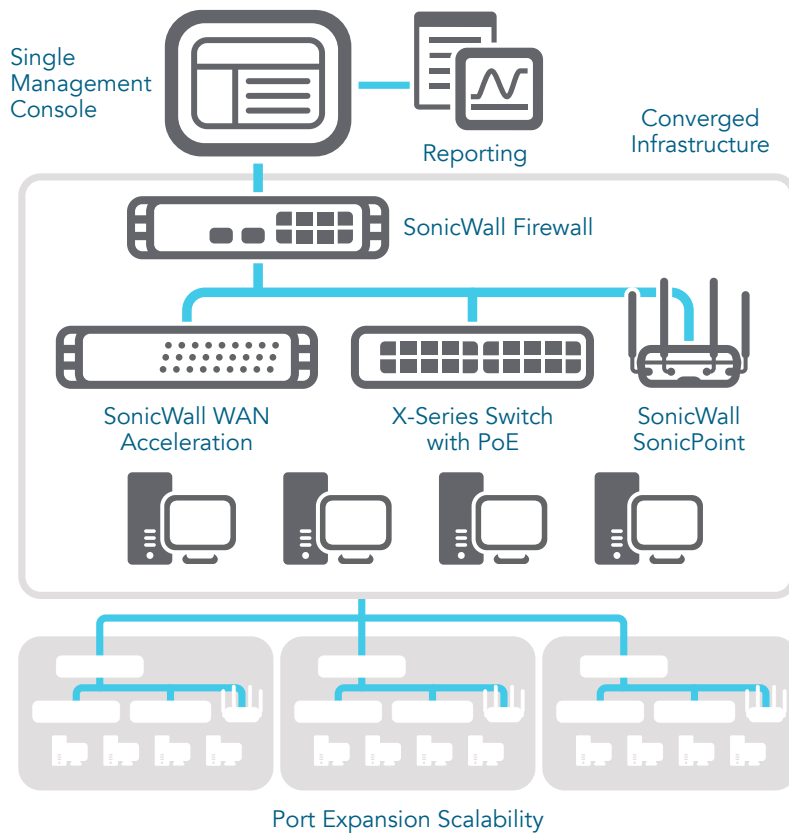 Single
Management
Console
Reporting
Converged
Infrastructure
SonicWall Firewall
SonicWall WAN
Acceleration
X-Series Switch
with PoE
SonicWall
SonicPoint
Port Expansion Scalability